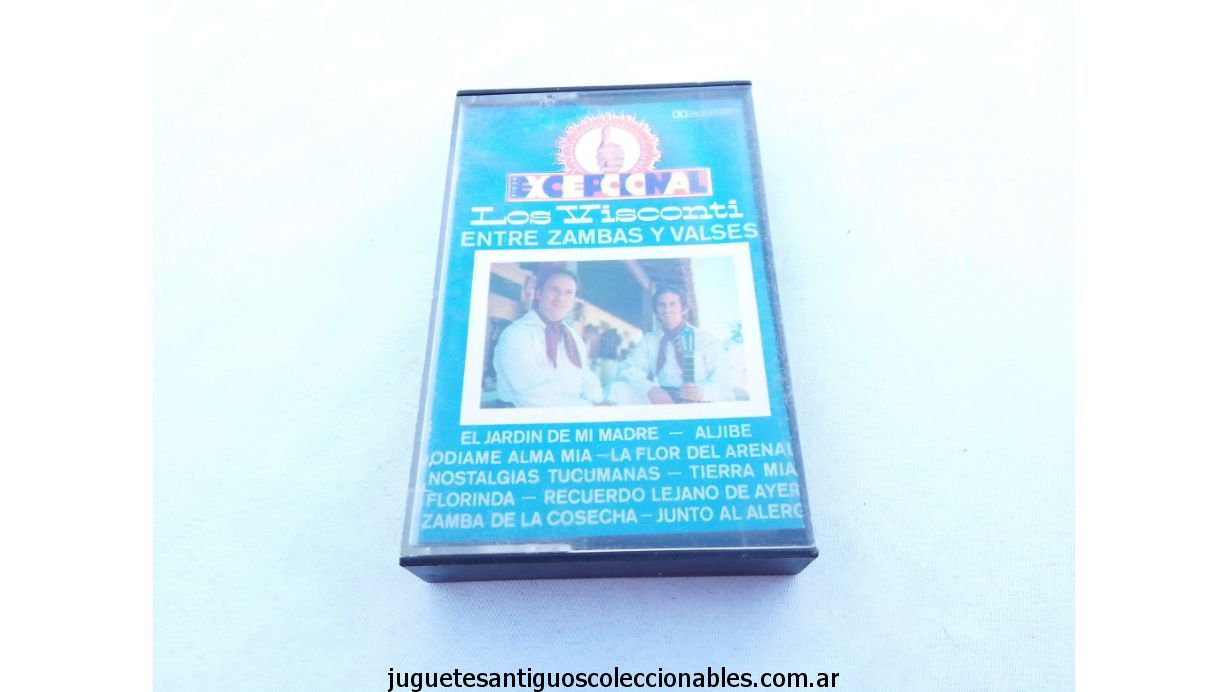 SERIE
EXCEPCIONAL
Los Visconti
ENTRE ZAMBAS Y VALSES
EL JARDIN DE MI MADRE — ALJIBE
ODIAME ALMA MIA — LA FLOR DEL ARENAL
NOSTALGIAS TUCUMANAS — TIERRA MIA
FLORINDA — RECUERDO LEJANO DE AYER
ZAMBA DE LA COSECHA — JUNTO AL ALERO
juguetesantiguoscoleccionables.com.ar